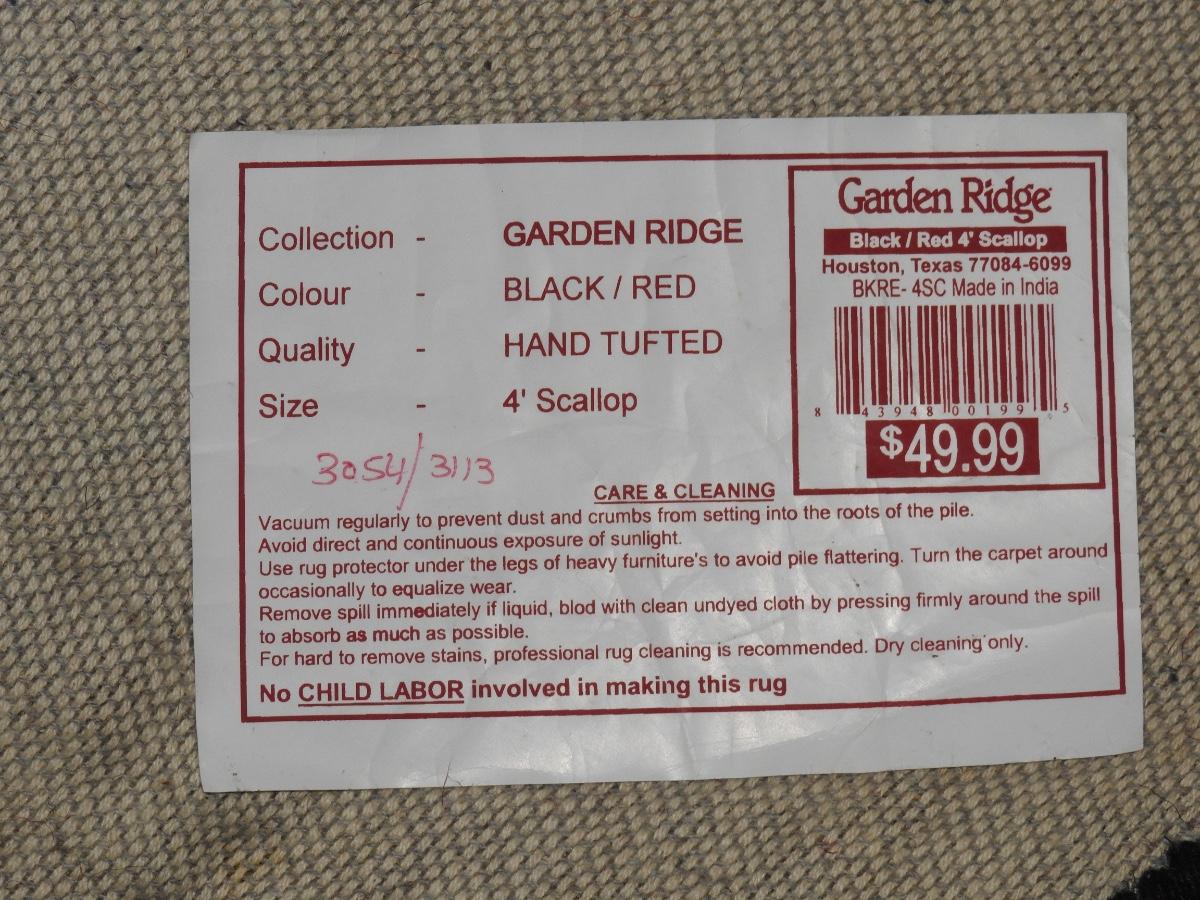 Collection - GARDEN RIDGE
Colour - BLACK / RED
Quality - HAND TUFTED
Size - 4' Scallop
3054/3113
Garden Ridge
Black / Red 4' Scallop
Houston, Texas 77084-6099
BKRE- 4SC Made in India
8 43948 00199 5
$49.99
CARE & CLEANING
Vacuum regularly to prevent dust and crumbs from setting into the roots of the pile.
Avoid direct and continuous exposure of sunlight.
Use rug protector under the legs of heavy furniture's to avoid pile flattering. Turn the carpet around
occasionally to equalize wear.
Remove spill immediately if liquid, blod with clean undyed cloth by pressing firmly around the spill
to absorb as much as possible.
For hard to remove stains, professional rug cleaning is recommended. Dry cleaning only.
No CHILD LABOR involved in making this rug